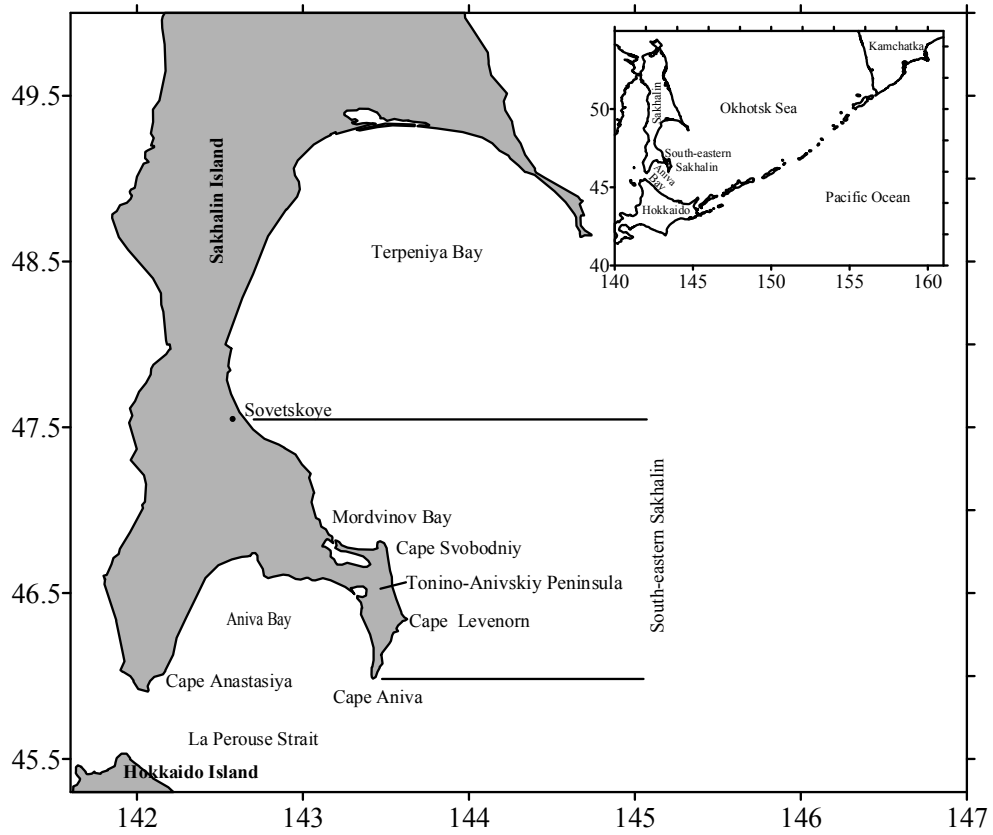 49.5
48.5
47.5
46.5
45.5
142
143
144
145
146
147
Sakhalin Island
Terpeniya Bay
Sovetskoye
South-eastern Sakhalin
Mordvinov Bay
Cape Svobodniy
Tonino-Anivskiy Peninsula
Aniva Bay
Cape Levenorn
Cape Anastasiya
Cape Aniva
La Perouse Strait
Hokkaido Island
Kamchatka
50
Sakhalin
Okhotsk Sea
South-eastern
Sakhalin
Aniva
Bay
45
Hokkaido
Pacific Ocean
40
140
145
150
155
160